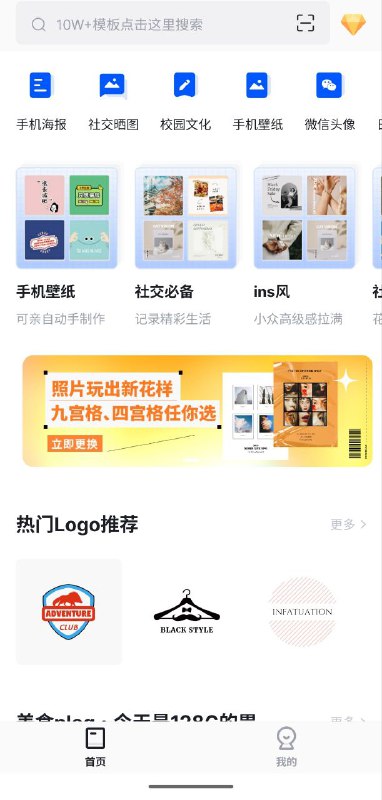 10W+模板点击这里搜索
手机海报
社交晒图
校园文化
手机壁纸
微信头像
手机壁纸
社交必备
ins风
可亲自动手制作
记录精彩生活
小众高级感拉满
照片玩出新花样
九宫格、四宫格任你选
立即更换
热门Logo推荐
更多
ADVENTURE
CLUB
BLACK STYLE
INFATUATION
更多
首页
我的